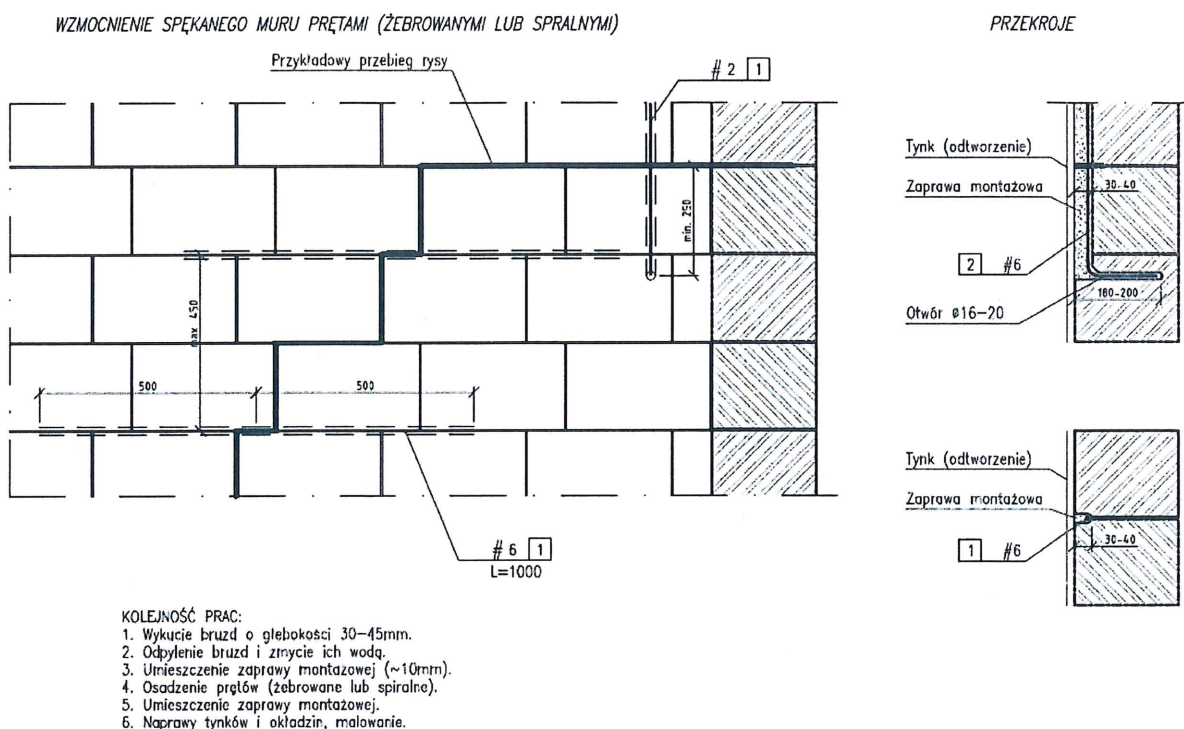 WZMOCNIENIE SPĘKANEGO MURU PRĘTAMI (ŻEBROWANYMI LUB SPIRALNYMI)
PRZEKROJE
Przykładowy przebieg rysy
# 2 1
min. 250
max 450
500
500
# 6 1
L=1000
Tynk (odtworzenie)
Zaprawa montażowa
30-40
2 #6
180-200
Otwór ø16-20
Tynk (odtworzenie)
Zaprawa montażowa
1 #6
30-40
KOLEJNOŚĆ PRAC:
1. Wykucie bruzd o głebokości 30-45mm.
2. Odpylenie bruzd i zmycie ich wodą.
3. Umieszczenie zaprawy montażowej (~10mm).
4. Osadzenie prętów (żebrowane lub spiralne).
5. Umieszczenie zaprawy montażowej.
6. Naprawy tynków i okładzin, malowanie.